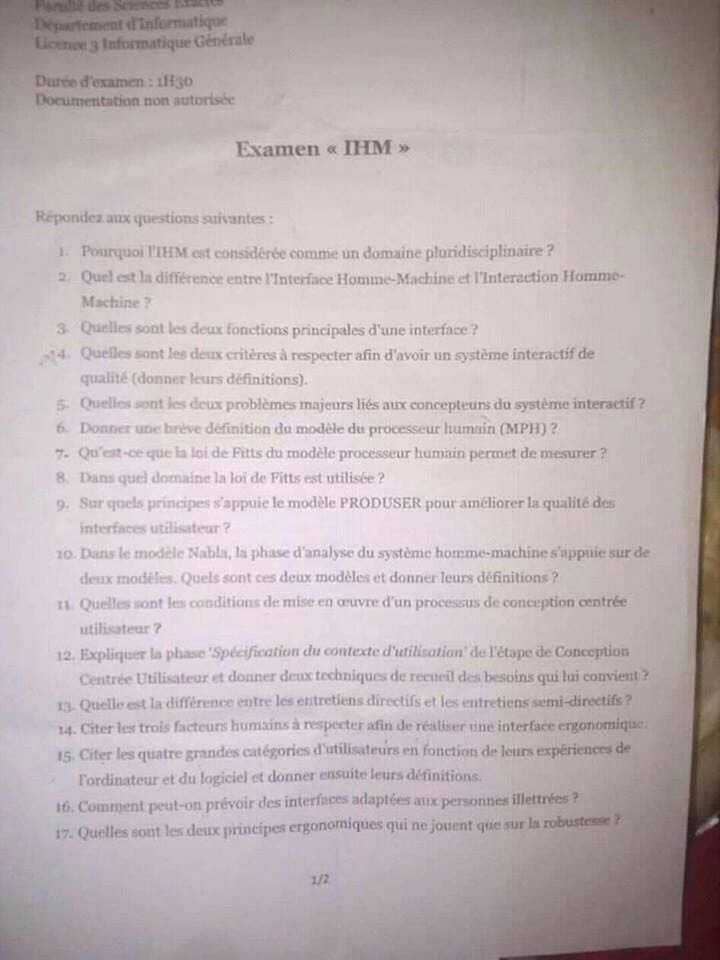 Faculté des Sciences Exactes
Département d'Informatique
Licence 3 Informatique Générale
Durée d'examen : 1H30
Documentation non autorisée
Examen « IHM »
Répondez aux questions suivantes :
1. Pourquoi l'IHM est considérée comme un domaine pluridisciplinaire ?
2. Quel est la différence entre l'Interface Homme-Machine et l'Interaction Homme-
Machine ?
3. Quelles sont les deux fonctions principales d'une interface ?
4. Quelles sont les deux critères à respecter afin d'avoir un système interactif de
qualité (donner leurs définitions).
5. Quelles sont les deux problèmes majeurs liés aux concepteurs du système interactif ?
6. Donner une brève définition du modèle du processeur humain (MPH) ?
7. Qu'est-ce que la loi de Fitts du modèle processeur humain permet de mesurer ?
8. Dans quel domaine la loi de Fitts est utilisée ?
9. Sur quels principes s'appuie le modèle PRODUSER pour améliorer la qualité des
interfaces utilisateur ?
10. Dans le modèle Nabla, la phase d'analyse du système homme-machine s'appuie sur de
deux modèles. Quels sont ces deux modèles et donner leurs définitions ?
11. Quelles sont les conditions de mise en œuvre d'un processus de conception centrée
utilisateur ?
12. Expliquer la phase 'Spécification du contexte d'utilisation' de l'étape de Conception
Centrée Utilisateur et donner deux techniques de recueil des besoins qui lui convient ?
13. Quelle est la différence entre les entretiens directifs et les entretiens semi-directifs ?
14. Citer les trois facteurs humains à respecter afin de réaliser une interface ergonomique.
15. Citer les quatre grandes catégories d'utilisateurs en fonction de leurs expériences de
l'ordinateur et du logiciel et donner ensuite leurs définitions.
16. Comment peut-on prévoir des interfaces adaptées aux personnes illettrées ?
17. Quelles sont les deux principes ergonomiques qui ne jouent que sur la robustesse ?
1/2